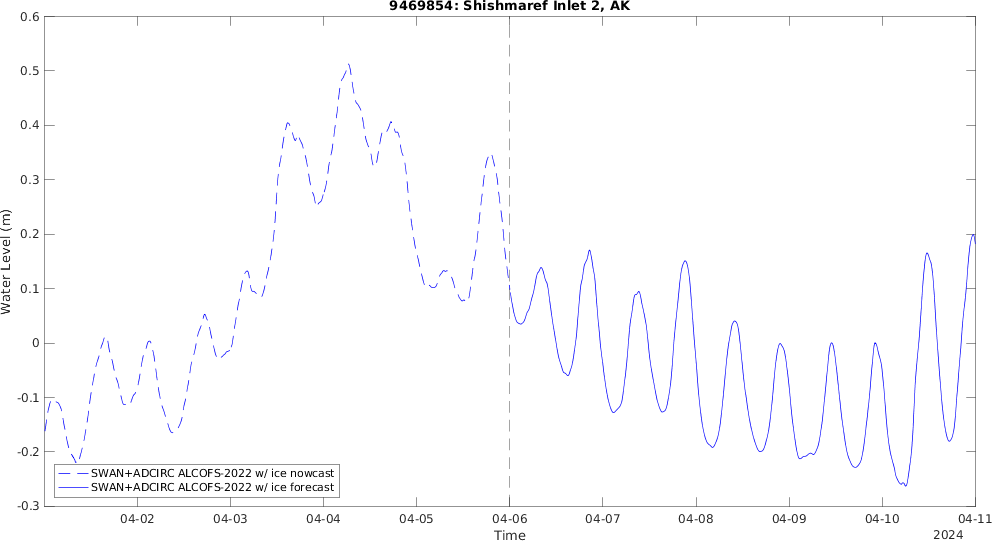 9469854: Shishmaref Inlet 2, AK
0.6
0.5
0.4
0.3
0.2
0.1
0
-0.1
-0.2
-0.3
Water Level (m)
SWAN+ADCIRC ALCOFS-2022 w/ ice nowcast
SWAN+ADCIRC ALCOFS-2022 w/ ice forecast
04-02 04-03 04-04 04-05 04-06 04-07 04-08 04-09 04-10 04-11
Time
2024